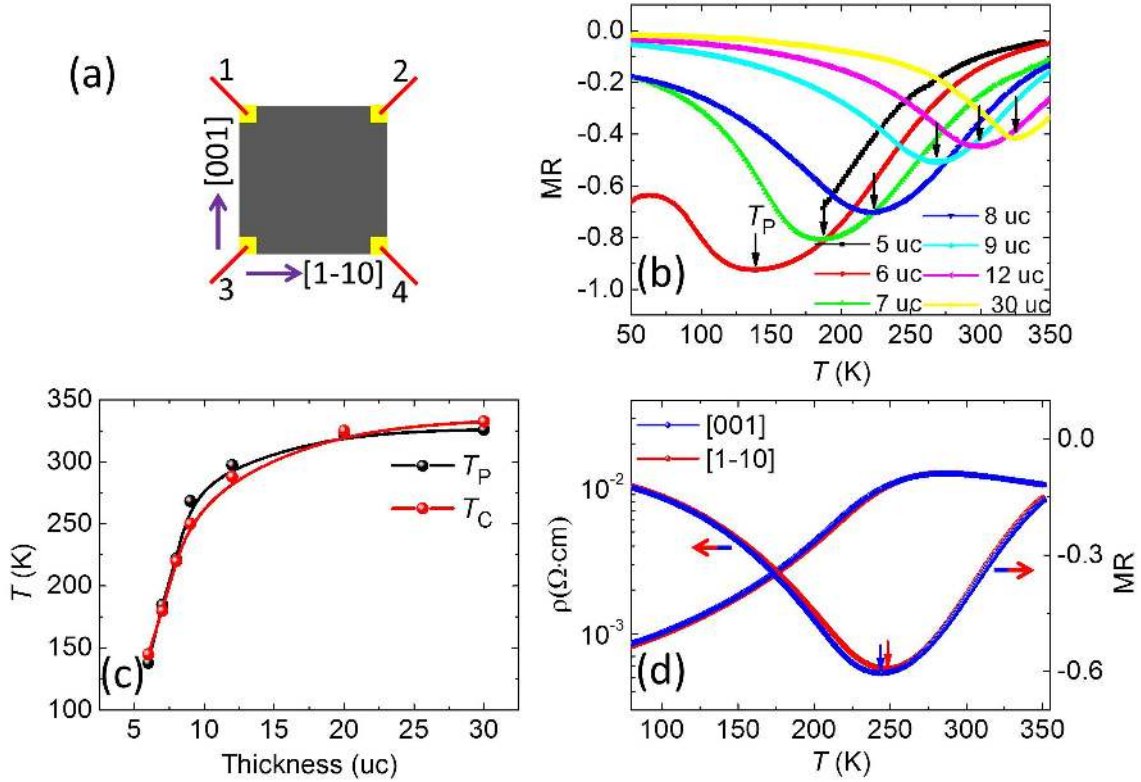 (a)
1
2
[001]
3
[1-10]
4
(b)
0.0
-0.2
-0.4
-0.6
-0.8
-1.0
MR
T_P
5 uc
6 uc
7 uc
8 uc
9 uc
12 uc
30 uc
50 100 150 200 250 300 350
T (K)
350
300
250
200
150
100
T (K)
T_P
T_C
(c)
5 10 15 20 25 30
Thickness (uc)
[001]
[1-10]
10^-2
10^-3
ρ(Ω·cm)
0.0
-0.3
-0.6
MR
(d)
100 150 200 250 300 350
T (K)